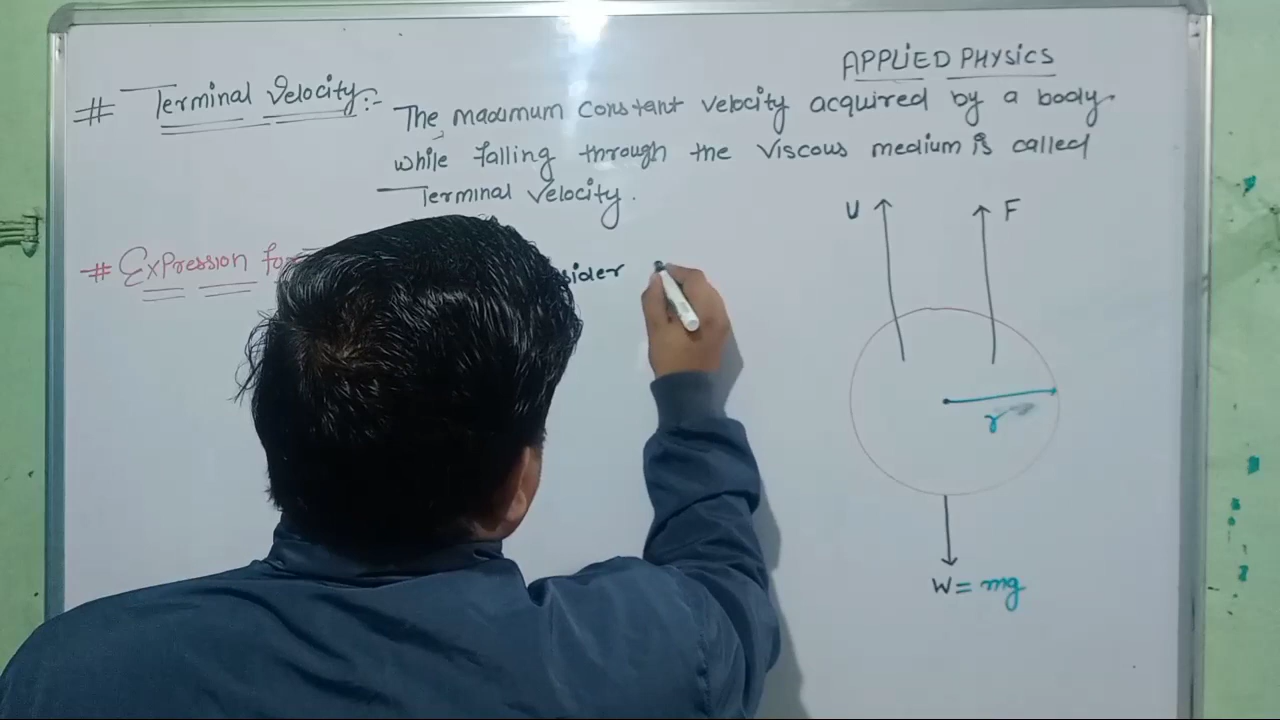 APPLIED PHYSICS
# Terminal Velocity:- The maximum constant velocity acquired by a body
while falling through the viscous medium is called
Terminal Velocity.
U F
# Expression for
r
W = mg